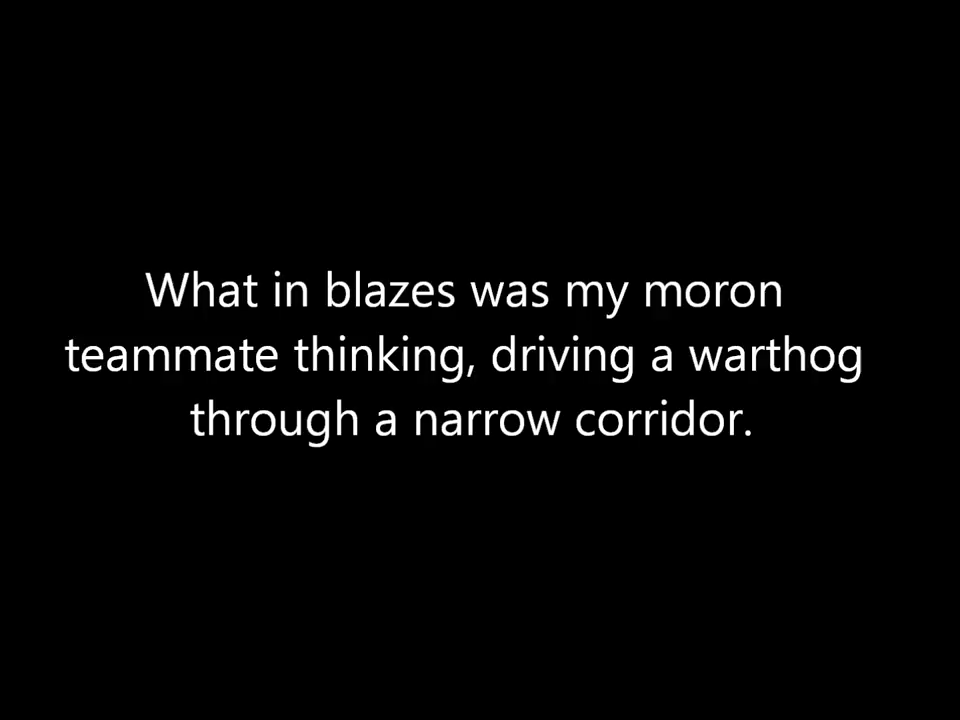 What in blazes was my moron
teammate thinking, driving a warthog
through a narrow corridor.